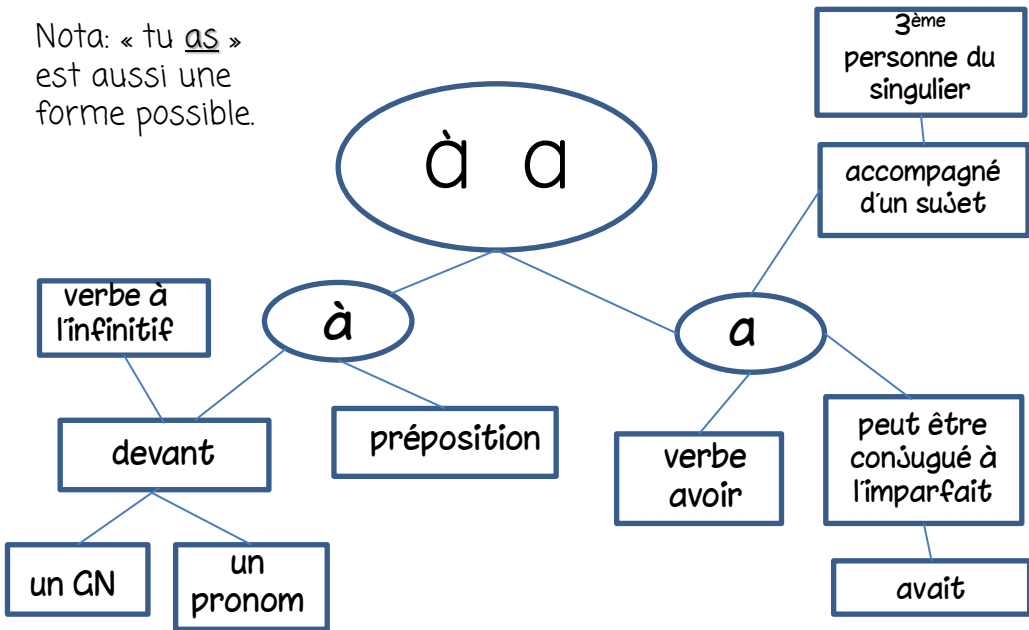 Nota: « tu as »
est aussi une
forme possible.
3ème
personne du
singulier
à a
accompagné
d'un sujet
verbe à
l'infinitif
à
a
devant
préposition
verbe
avoir
peut être
conjugué à
l'imparfait
un GN
un
pronom
avait